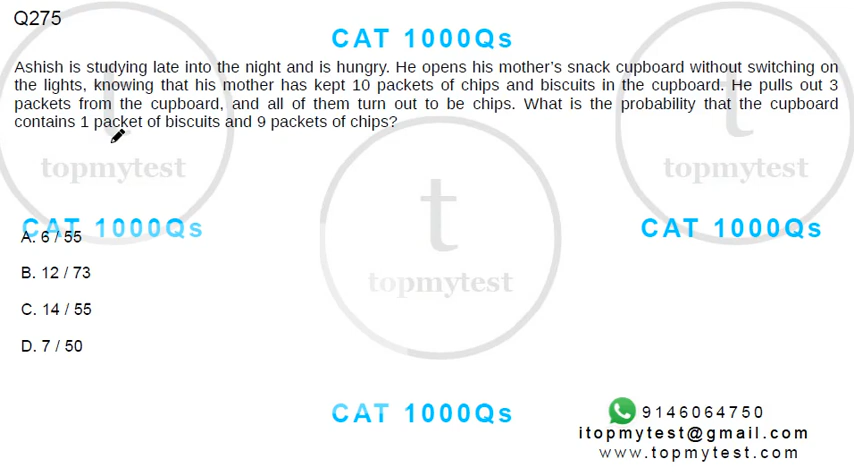 Q275
CAT 1000Qs
Ashish is studying late into the night and is hungry. He opens his mother’s snack cupboard without switching on
the lights, knowing that his mother has kept 10 packets of chips and biscuits in the cupboard. He pulls out 3
packets from the cupboard, and all of them turn out to be chips. What is the probability that the cupboard
contains 1 packet of biscuits and 9 packets of chips?
t
topmytest
t
topmytest
t
topmytest
CAT 1000Qs
CAT 1000Qs
A. 6 / 55
B. 12 / 73
C. 14 / 55
D. 7 / 50
CAT 1000Qs
9146064750
itopmytest@gmail.com
www.topmytest.com